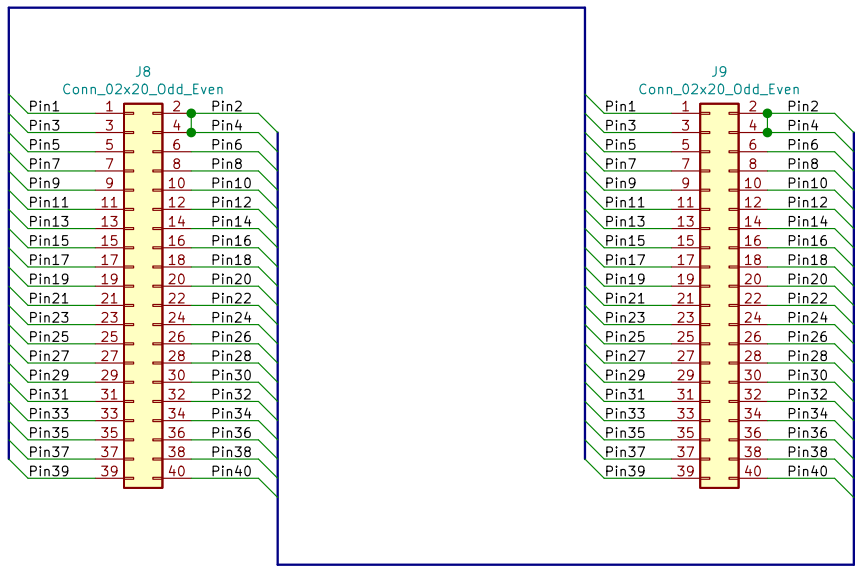 J8
Conn_02x20_Odd_Even
Pin1 1 2 Pin2
Pin3 3 4 Pin4
Pin5 5 6 Pin6
Pin7 7 8 Pin8
Pin9 9 10 Pin10
Pin11 11 12 Pin12
Pin13 13 14 Pin14
Pin15 15 16 Pin16
Pin17 17 18 Pin18
Pin19 19 20 Pin20
Pin21 21 22 Pin22
Pin23 23 24 Pin24
Pin25 25 26 Pin26
Pin27 27 28 Pin28
Pin29 29 30 Pin30
Pin31 31 32 Pin32
Pin33 33 34 Pin34
Pin35 35 36 Pin36
Pin37 37 38 Pin38
Pin39 39 40 Pin40
J9
Conn_02x20_Odd_Even
Pin1 1 2 Pin2
Pin3 3 4 Pin4
Pin5 5 6 Pin6
Pin7 7 8 Pin8
Pin9 9 10 Pin10
Pin11 11 12 Pin12
Pin13 13 14 Pin14
Pin15 15 16 Pin16
Pin17 17 18 Pin18
Pin19 19 20 Pin20
Pin21 21 22 Pin22
Pin23 23 24 Pin24
Pin25 25 26 Pin26
Pin27 27 28 Pin28
Pin29 29 30 Pin30
Pin31 31 32 Pin32
Pin33 33 34 Pin34
Pin35 35 36 Pin36
Pin37 37 38 Pin38
Pin39 39 40 Pin40